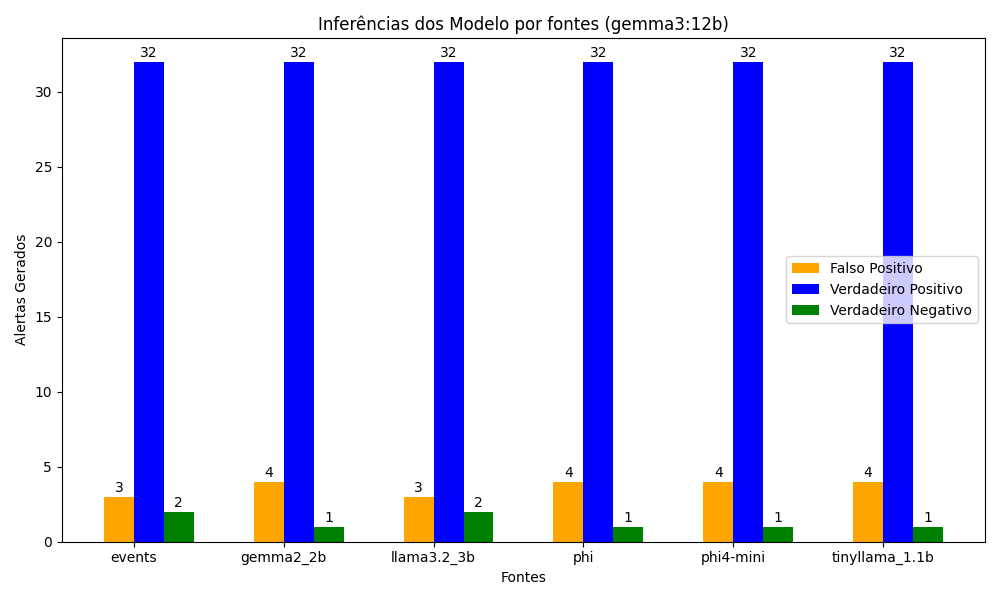 Inferências dos Modelo por fontes (gemma3:12b)
32 32 32 32 32 32
30
25
20
15
10
5
0
Alertas Gerados
Falso Positivo
Verdadeiro Positivo
Verdadeiro Negativo
3 2 4 1 3 2 4 1 4 1 4 1
events gemma2_2b llama3.2_3b phi phi4-mini tinyllama_1.1b
Fontes